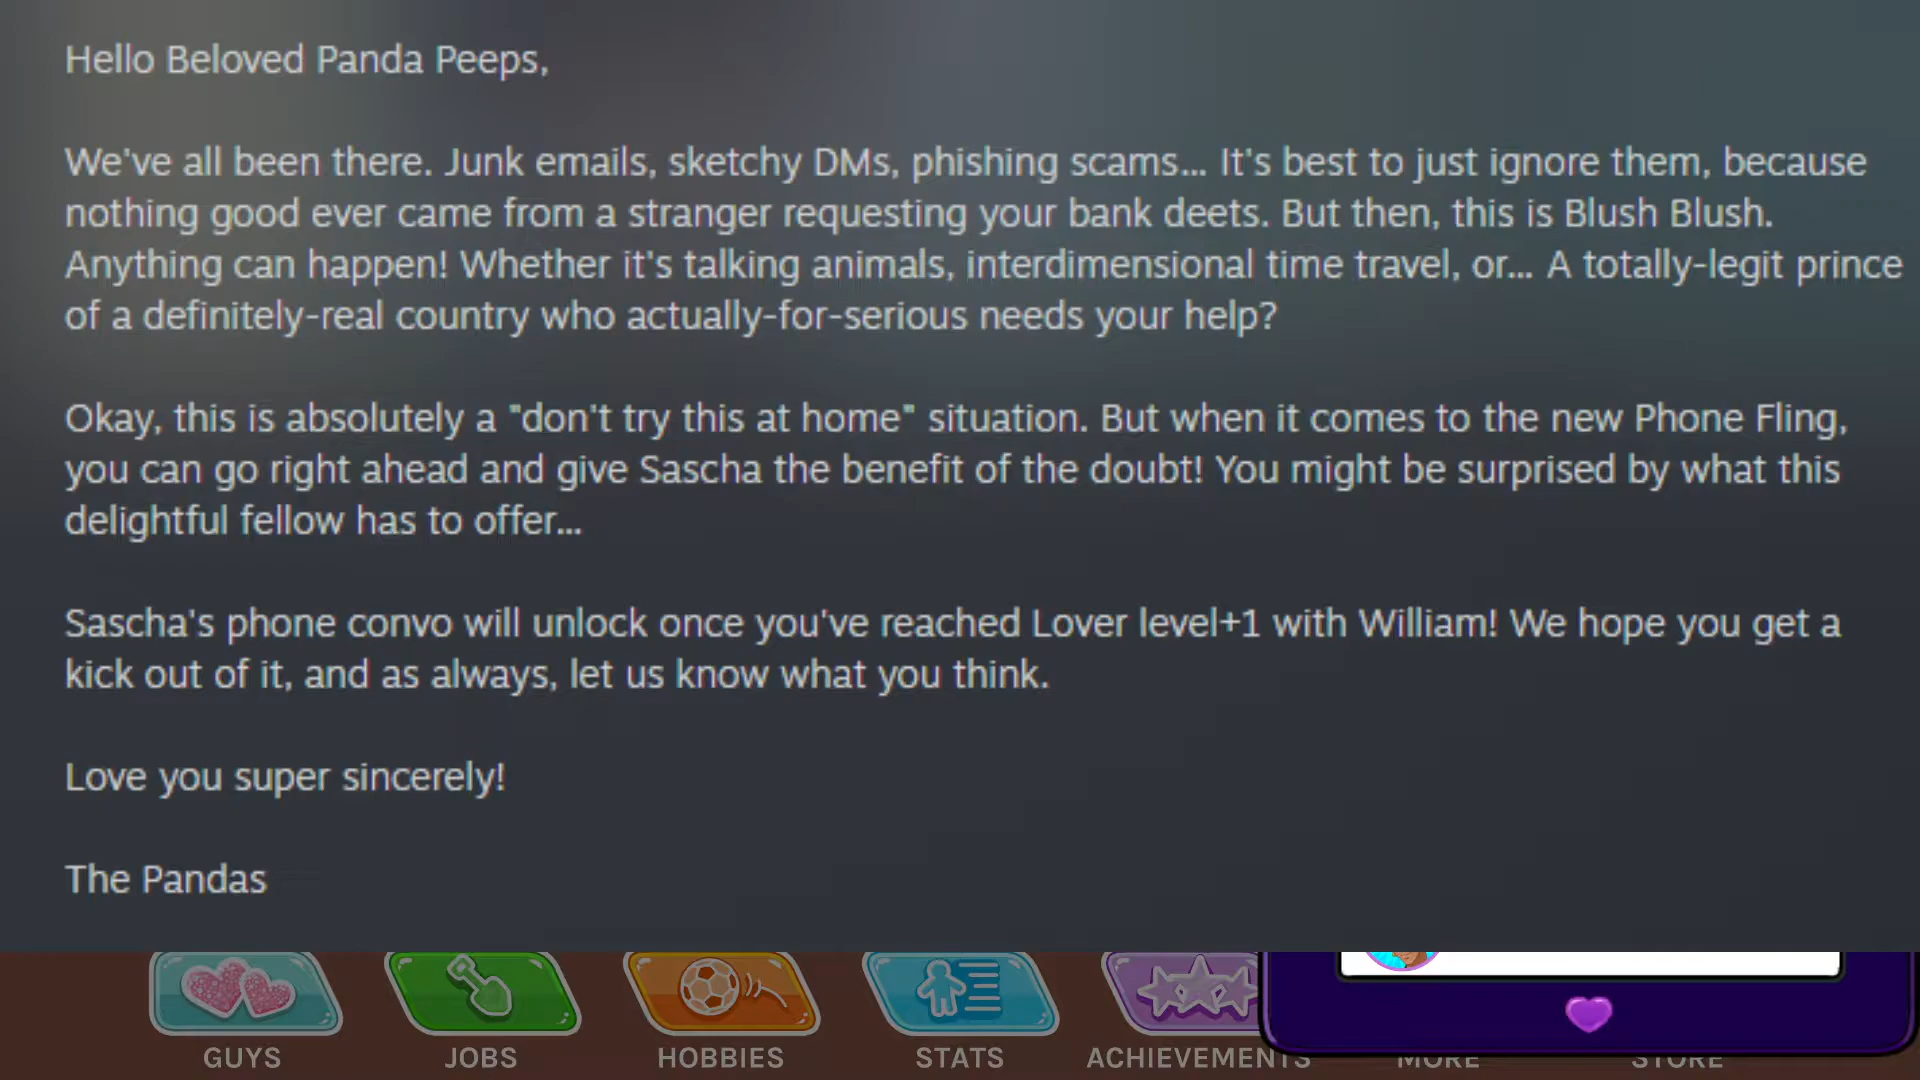 Hello Beloved Panda Peeps,
We've all been there. Junk emails, sketchy DMs, phishing scams... It's best to just ignore them, because
nothing good ever came from a stranger requesting your bank deets. But then, this is Blush Blush.
Anything can happen! Whether it's talking animals, interdimensional time travel, or... A totally-legit prince
of a definitely-real country who actually-for-serious needs your help?
Okay, this is absolutely a "don't try this at home" situation. But when it comes to the new Phone Fling,
you can go right ahead and give Sascha the benefit of the doubt! You might be surprised by what this
delightful fellow has to offer...
Sascha's phone convo will unlock once you've reached Lover level+1 with William! We hope you get a
kick out of it, and as always, let us know what you think.
Love you super sincerely!
The Pandas
GUYS
JOBS
HOBBIES
STATS
ACHIEVEMENTS
MORE
STORE